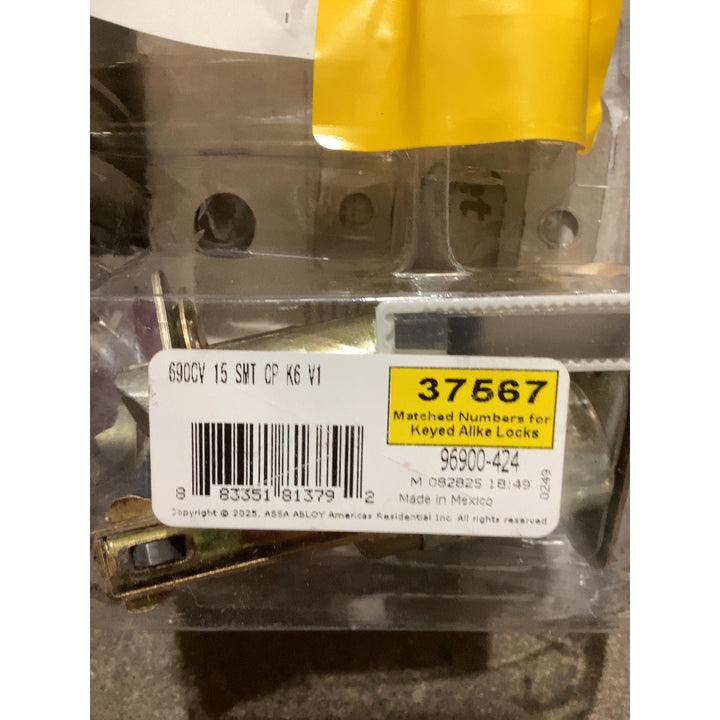 690CV 15 SMT CP K6 V1
37567
Matched Numbers for
Keyed Alike Locks
96900-424
M 082825 18:49
Made in Mexico
0249
8 83351 81379 2
Copyright © 2025, ASSA ABLOY Americas Residential Inc. All rights reserved